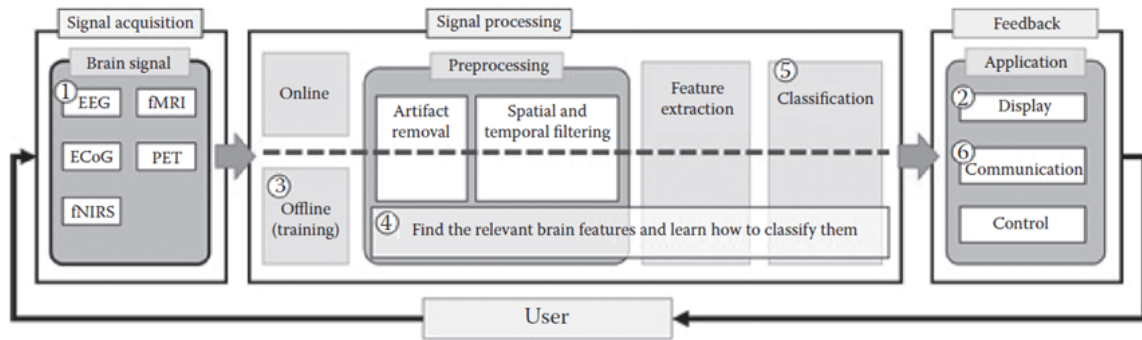 Signal acquisition
Brain signal
① EEG
fMRI
ECoG
PET
fNIRS
Signal processing
Online
③
Offline
(training)
Preprocessing
Artifact
removal
Spatial and
temporal filtering
④ Find the relevant brain features and learn how to classify them
Feature
extraction
⑤
Classification
Feedback
Application
② Display
⑥ Communication
Control
User